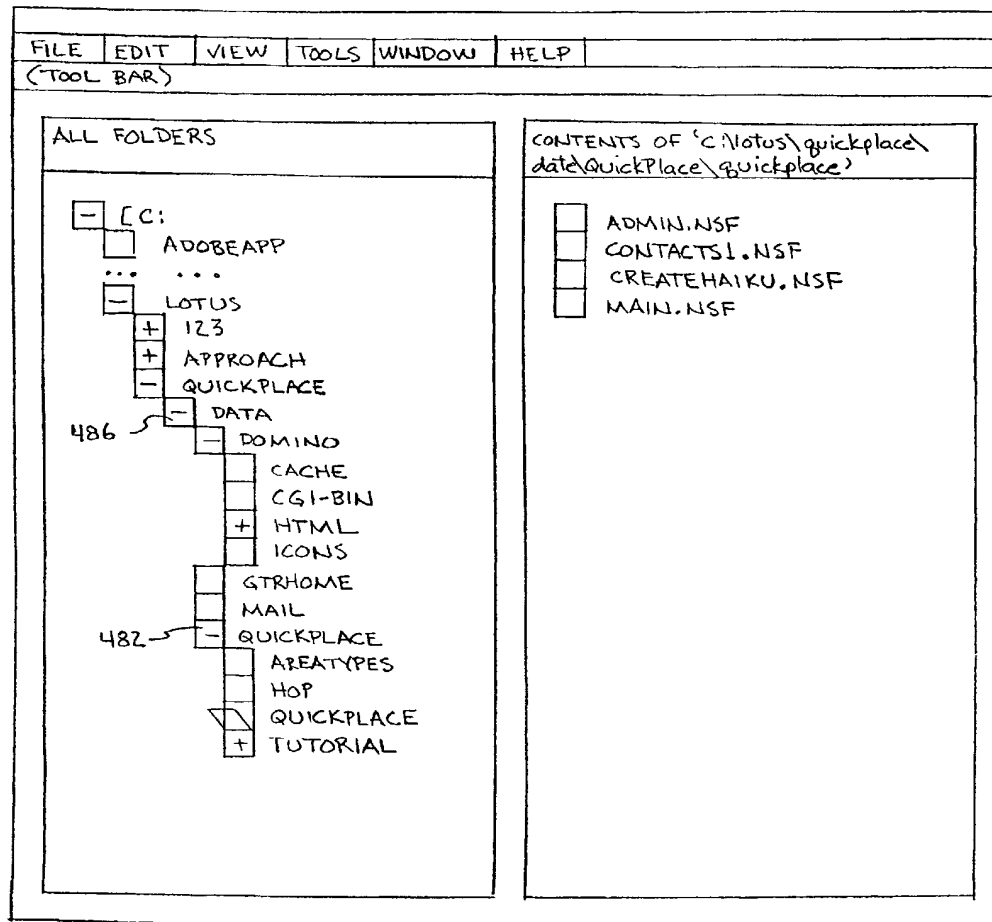 FILE EDIT VIEW TOOLS WINDOW HELP
(TOOL BAR)
ALL FOLDERS
- [C:
ADOBEAPP
... ...
- LOTUS
+ 123
+ APPROACH
- QUICKPLACE
- DATA
486
- DOMINO
CACHE
CGI-BIN
+ HTML
ICONS
GTRHOME
MAIL
482 - QUICKPLACE
AREATYPES
HOP
QUICKPLACE
+ TUTORIAL
CONTENTS OF 'C:\lotus\quickplace\
date\QuickPlace\quickplace'
ADMIN.NSF
CONTACTS1.NSF
CREATEHAIKU.NSF
MAIN.NSF